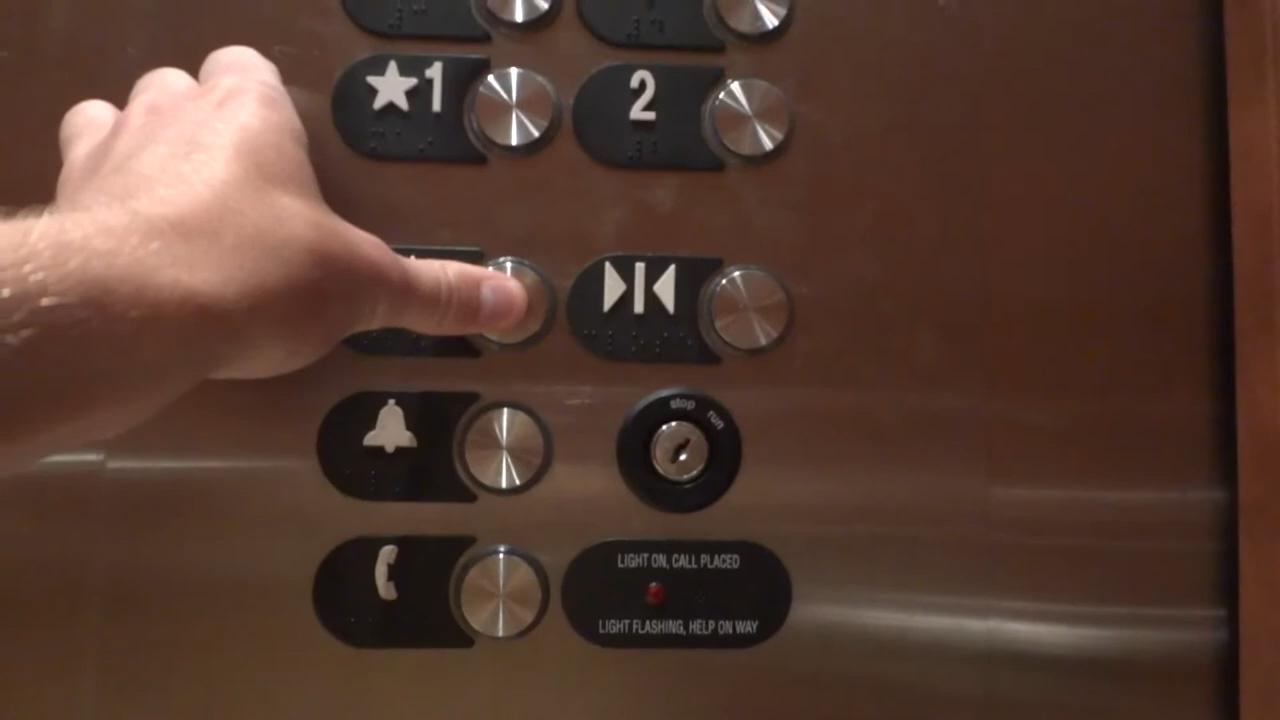 ★1
2
stop run
LIGHT ON, CALL PLACED
LIGHT FLASHING, HELP ON WAY